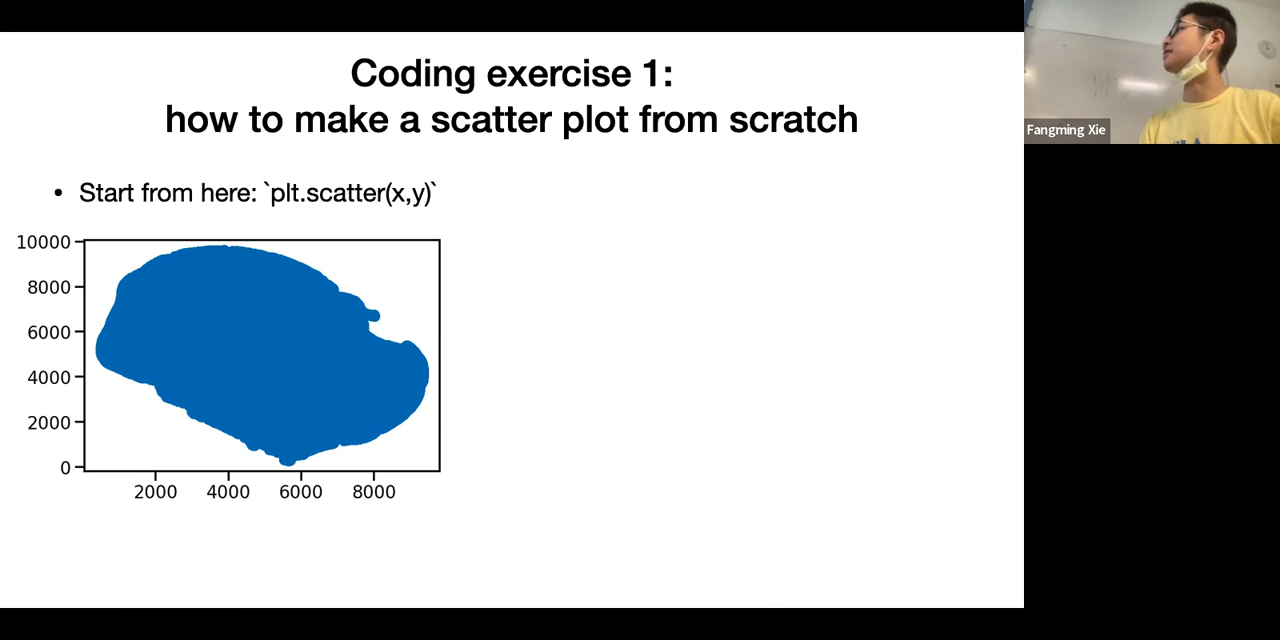 Coding exercise 1:
how to make a scatter plot from scratch
• Start from here: `plt.scatter(x,y)`
10000
8000
6000
4000
2000
0
2000 4000 6000 8000
Fangming Xie